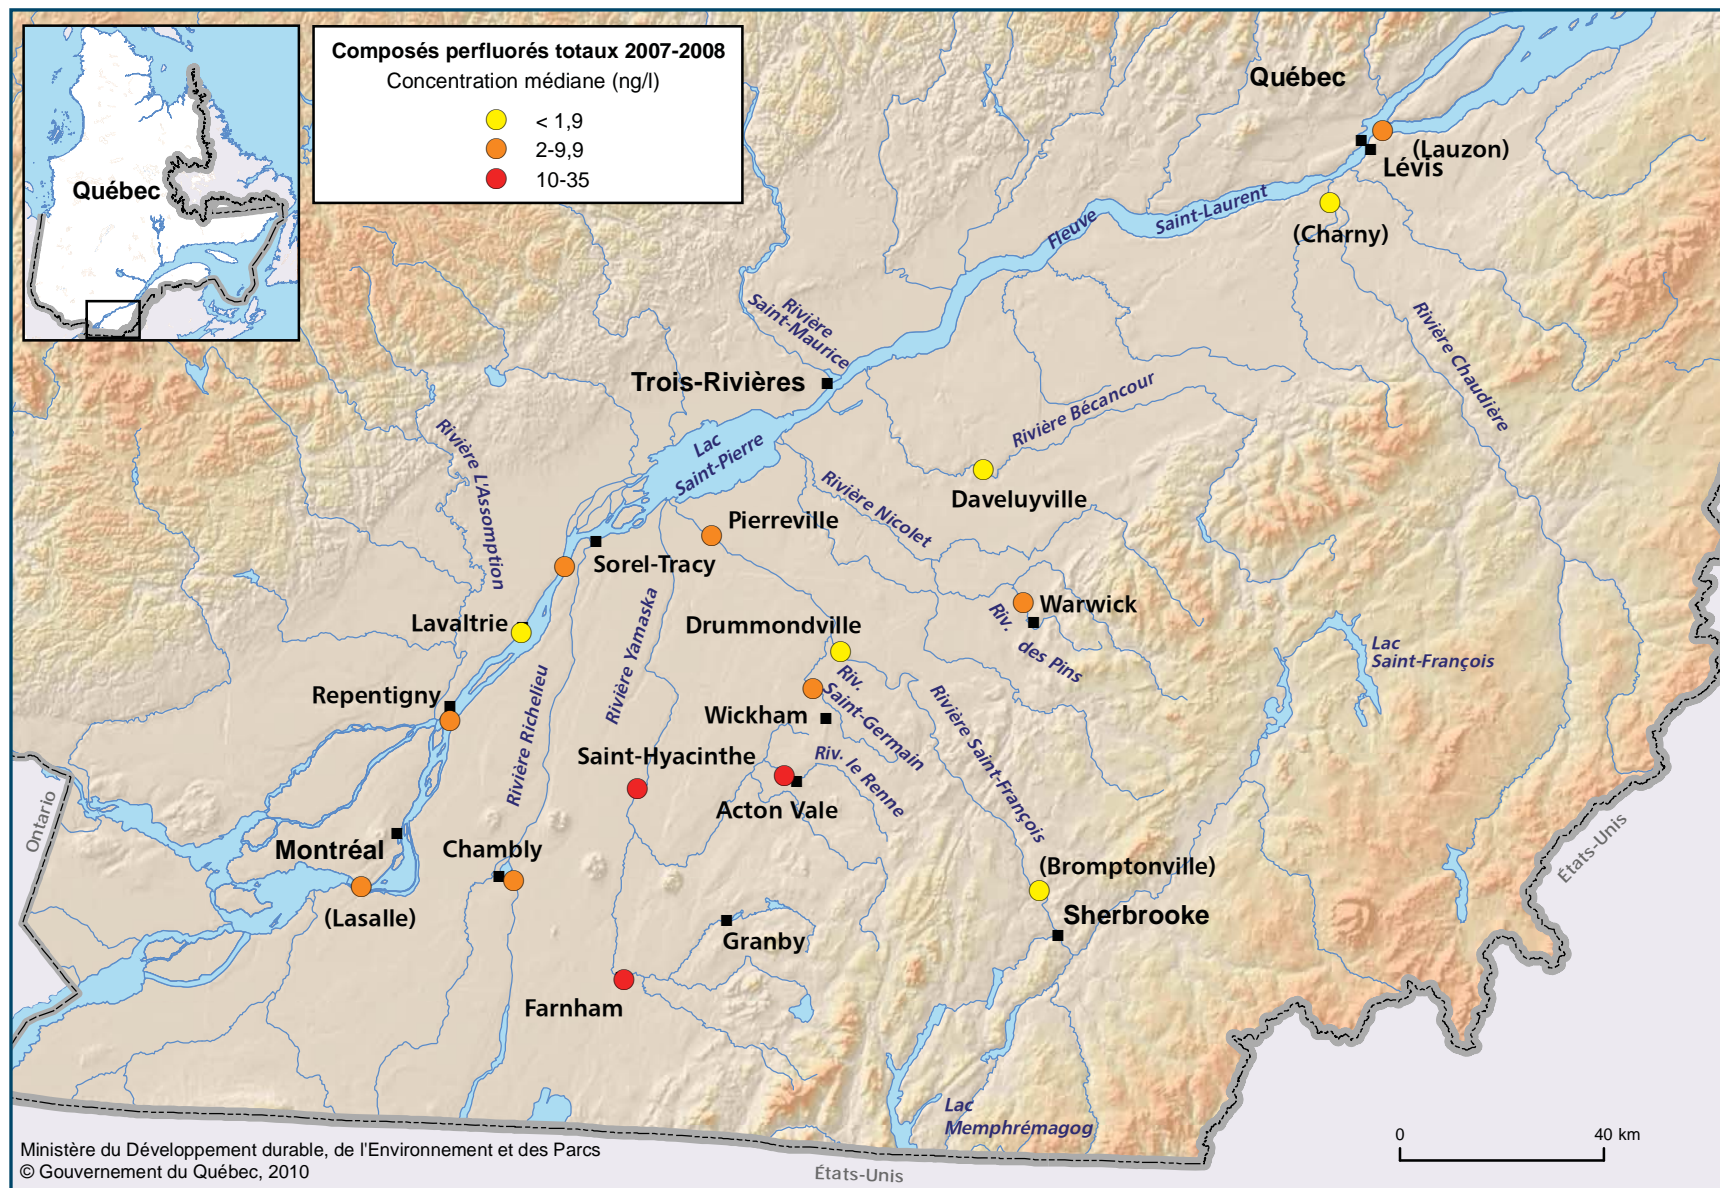 Composés perfluorés totaux 2007-2008
Concentration médiane (ng/l)
< 1,9
2-9,9
10-35
Québec
Québec
(Lauzon)
Lévis
(Charny)
Fleuve
Saint-Laurent
Rivière
Saint-Maurice
Rivière Chaudière
Trois-Rivières
Rivière Bécancour
Lac
Saint-Pierre
Rivière L'Assomption
Rivière Nicolet
Daveluyville
Pierreville
Sorel-Tracy
Lavaltrie
Rivière Yamaska
Drummondville
Warwick
Riv.
des Pins
Lac
Saint-François
Repentigny
Rivière Richelieu
Wickham
Riv.
Saint-Germain
Rivière Saint-François
Saint-Hyacinthe
Riv. le Renne
Acton Vale
Ontario
Montréal
Chambly
(Lasalle)
(Bromptonville)
Sherbrooke
Granby
Farnham
États-Unis
Lac
Memphrémagog
0 40 km
Ministère du Développement durable, de l'Environnement et des Parcs
© Gouvernement du Québec, 2010
États-Unis